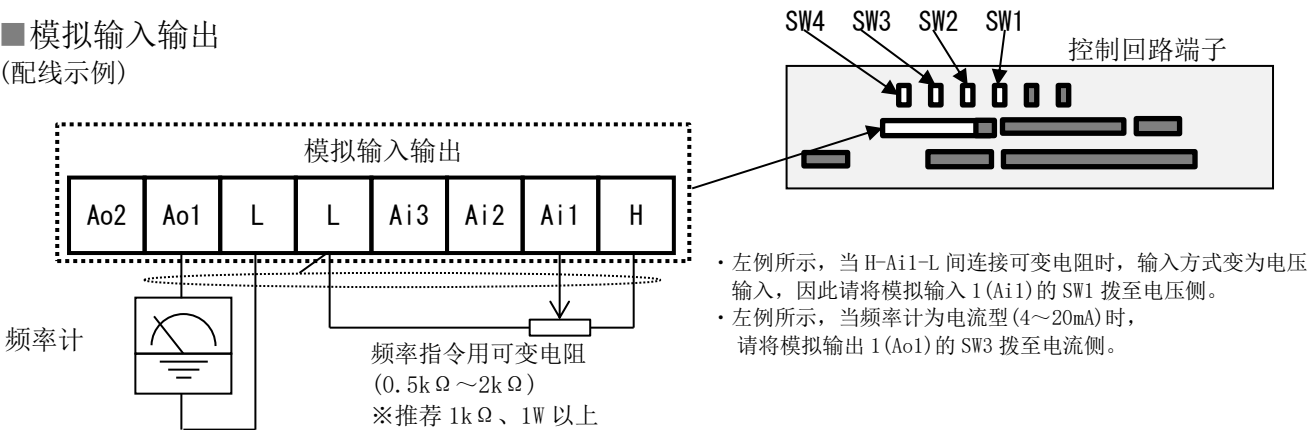 ■模拟输入输出
(配线示例)
SW4 SW3 SW2 SW1
控制回路端子
模拟输入输出
Ao2 Ao1 L L Ai3 Ai2 Ai1 H
频率计
频率指令用可变电阻
(0.5kΩ～2kΩ)
※推荐 1kΩ、1W 以上
・左例所示，当 H-Ai1-L 间连接可变电阻时，输入方式变为电压
输入，因此请将模拟输入 1(Ai1)的 SW1 拨至电压侧。
・左例所示，当频率计为电流型(4～20mA)时，
请将模拟输出 1(Ao1)的 SW3 拨至电流侧。